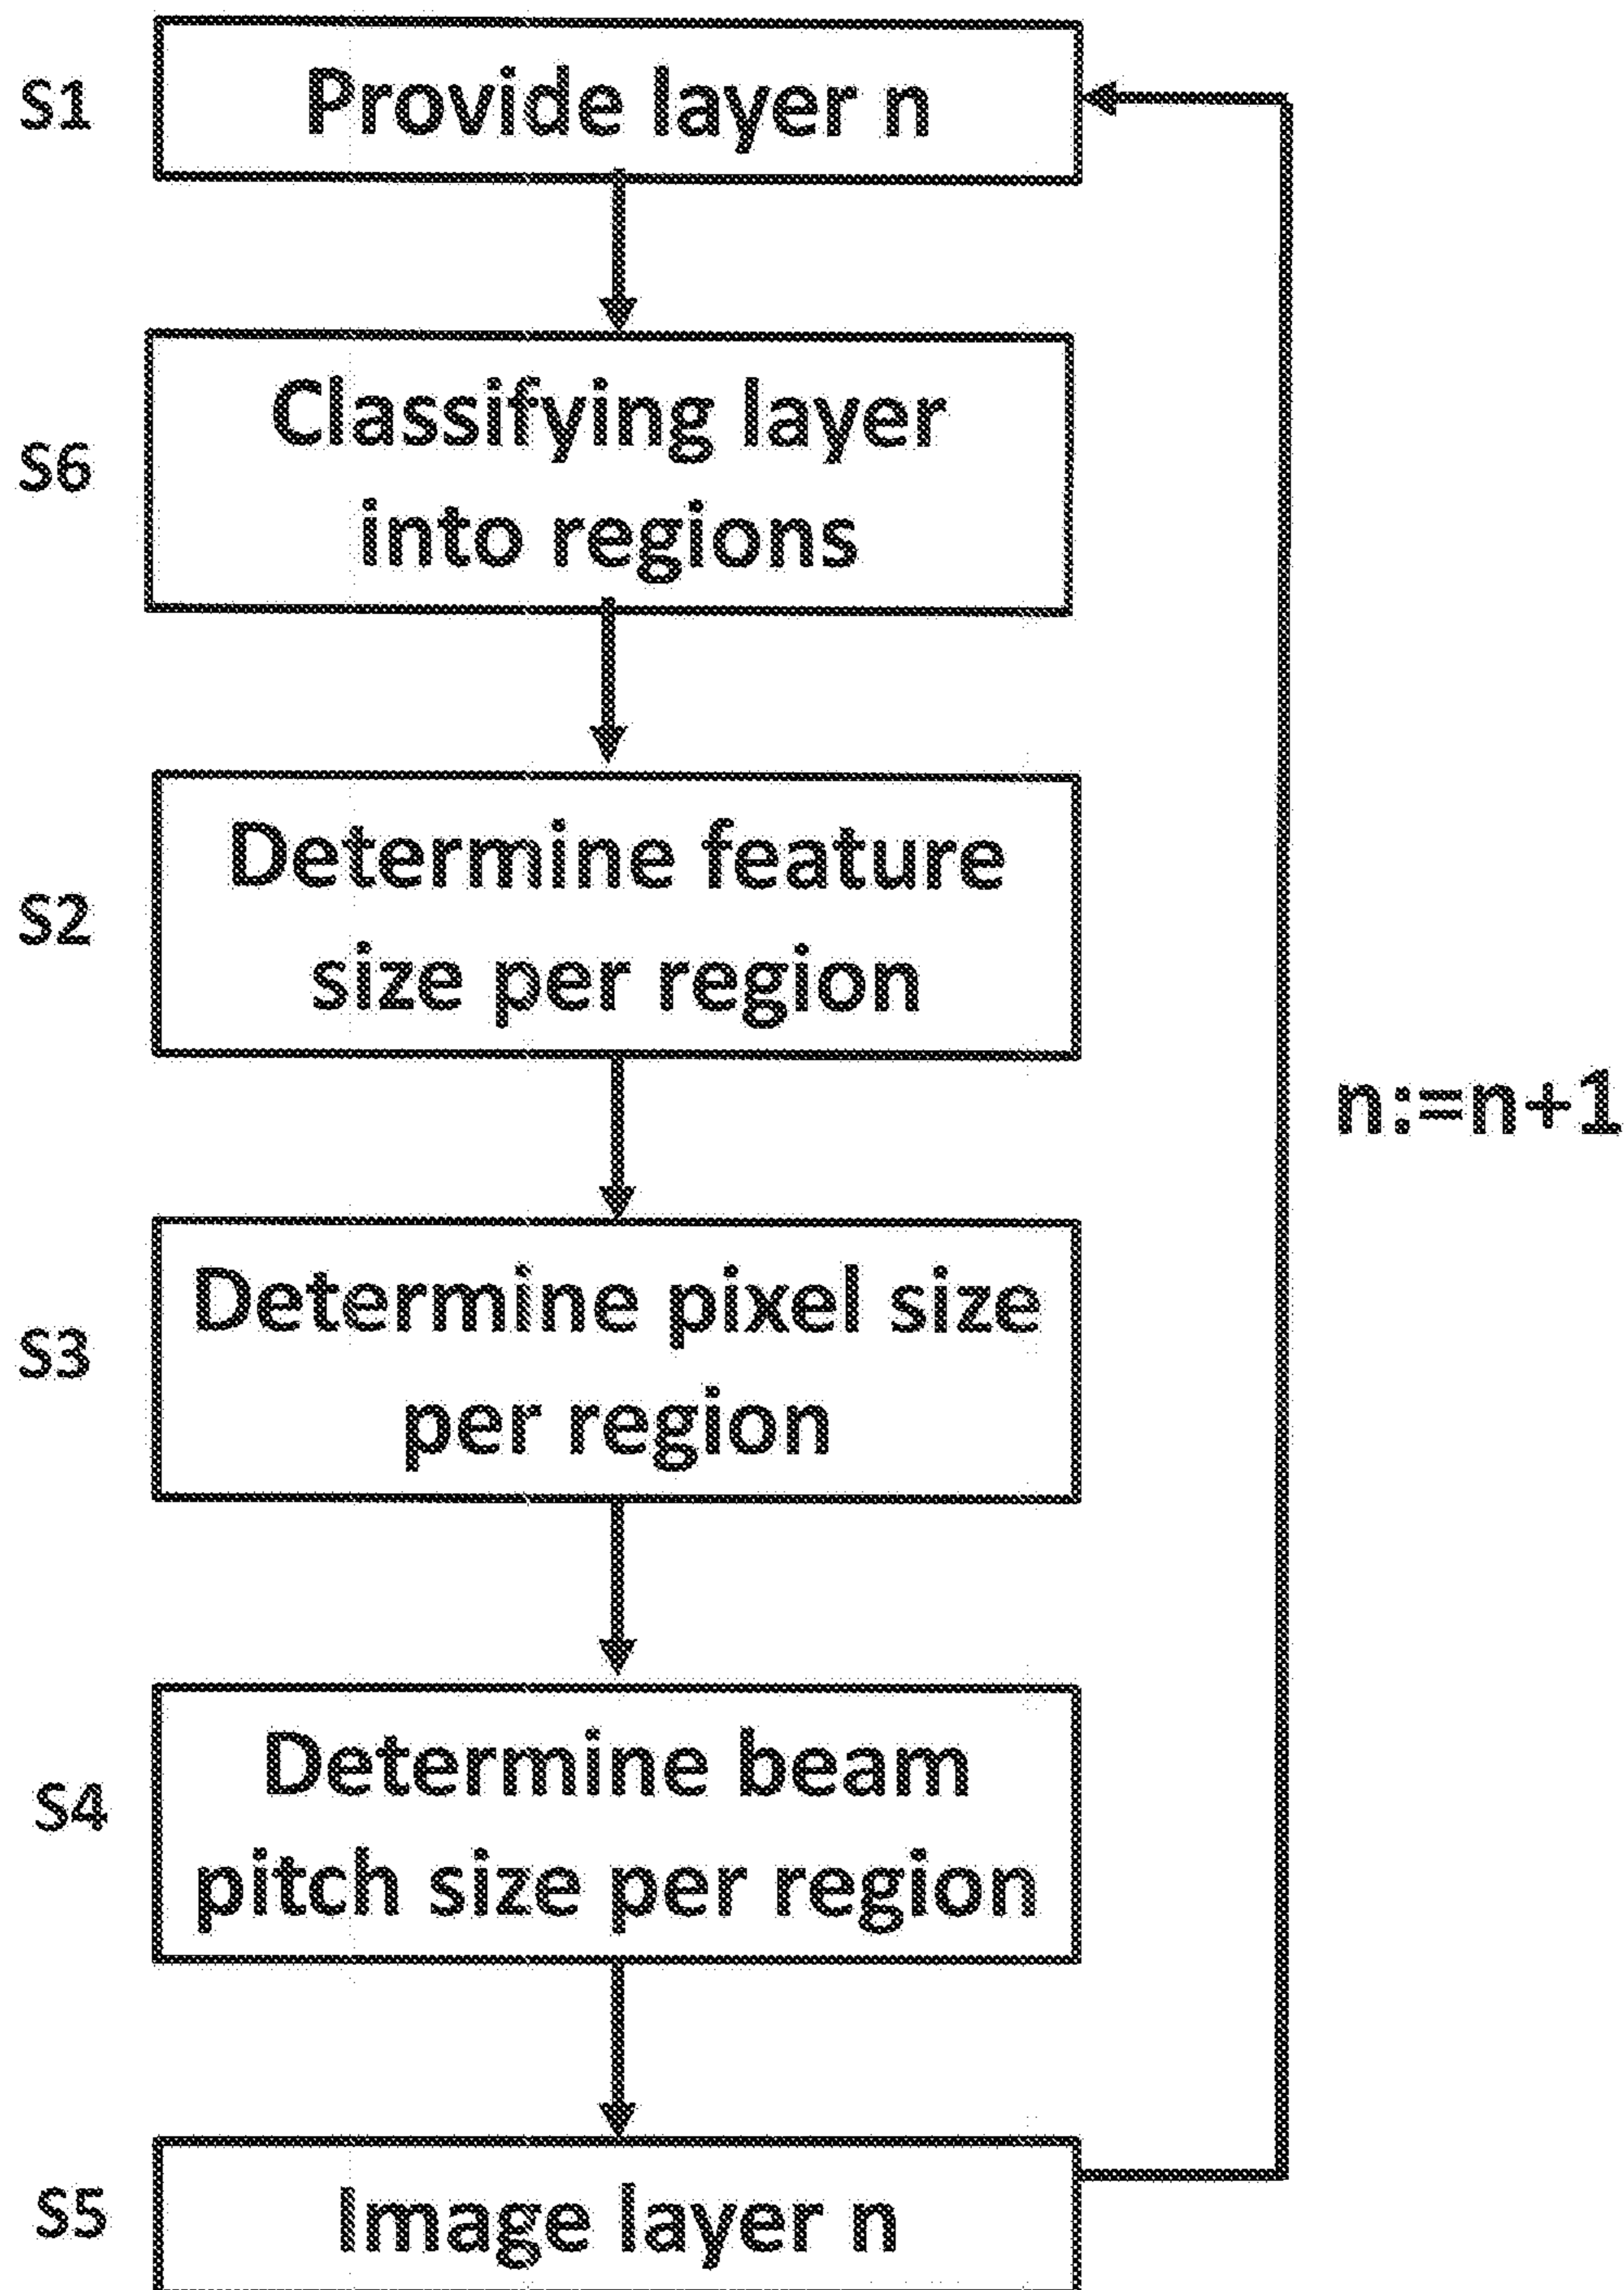 S1
Provide layer n
S6
Classifying layer
into regions
S2
Determine feature
size per region
n:=n+1
S3
Determine pixel size
per region
S4
Determine beam
pitch size per region
S5
Image layer n